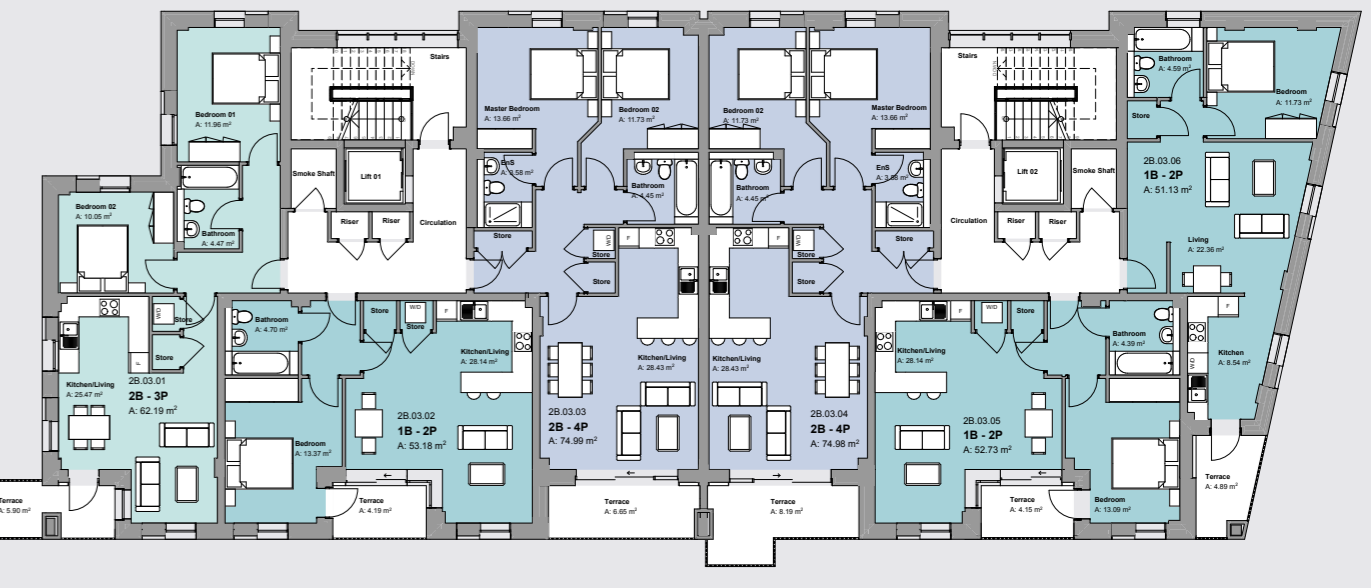 Bedroom 01
A: 11.96 m²
Bedroom 02
A: 10.05 m²
Bathroom
A: 4.47 m²
W/D
Store
Store
F
Kitchen/Living
A: 25.47 m²
2B.03.01
2B - 3P
A: 62.19 m²
Terrace
A: 5.90 m²
Stairs
Smoke Shaft
Lift 01
Riser
Riser
Circulation
Bathroom
A: 4.70 m²
Store
W/D
Store
F
Kitchen/Living
A: 28.14 m²
2B.03.02
1B - 2P
A: 53.18 m²
Bedroom
A: 13.37 m²
Terrace
A: 4.19 m²
Master Bedroom
A: 13.66 m²
Bedroom 02
A: 11.73 m²
EnS
A: 3.58 m²
Bathroom
A: 4.45 m²
Store
W/D
Store
Store
F
Kitchen/Living
A: 28.43 m²
2B.03.03
2B - 4P
A: 74.99 m²
Terrace
A: 6.65 m²
Bedroom 02
A: 11.73 m²
Master Bedroom
A: 13.66 m²
Bathroom
A: 4.45 m²
EnS
Store
F
W/D
Store
Store
Kitchen/Living
A: 28.43 m²
2B.03.04
2B - 4P
A: 74.98 m²
Terrace
A: 8.19 m²
Stairs
Lift 02
Smoke Shaft
Circulation
Riser
Riser
F
W/D
Store
Kitchen/Living
A: 28.14 m²
2B.03.05
1B - 2P
A: 52.73 m²
Bathroom
A: 4.39 m²
Terrace
A: 4.15 m²
Bedroom
A: 13.09 m²
Bathroom
A: 4.59 m²
Bedroom
A: 11.73 m²
Store
2B.03.06
1B - 2P
A: 51.13 m²
Living
A: 22.36 m²
F
W/D
Kitchen
A: 8.54 m²
Terrace
A: 4.89 m²